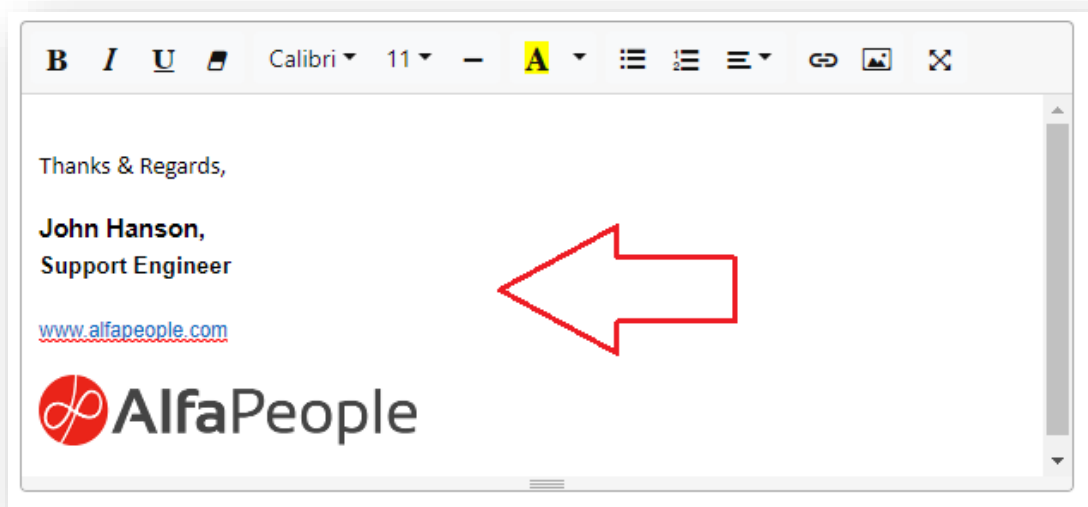 B I U Calibri 11 A
Thanks & Regards,
John Hanson,
Support Engineer
www.alfapeople.com
AlfaPeople